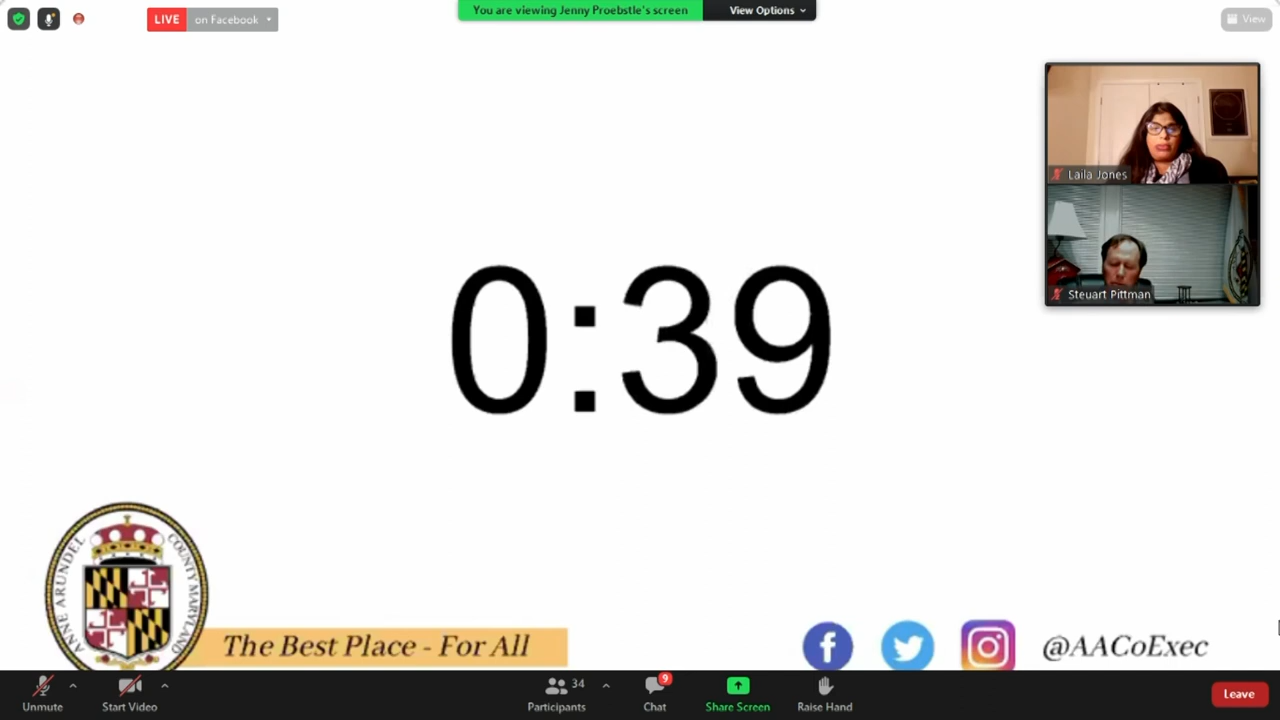 LIVE on Facebook
You are viewing Jenny Proebstle's screen View Options
View
Laila Jones
Steuart Pittman
0:39
ANNE ARUNDEL COUNTY MARYLAND
The Best Place - For All
@AACoExec
Unmute
Start Video
34
Participants
9
Chat
Share Screen
Raise Hand
Leave